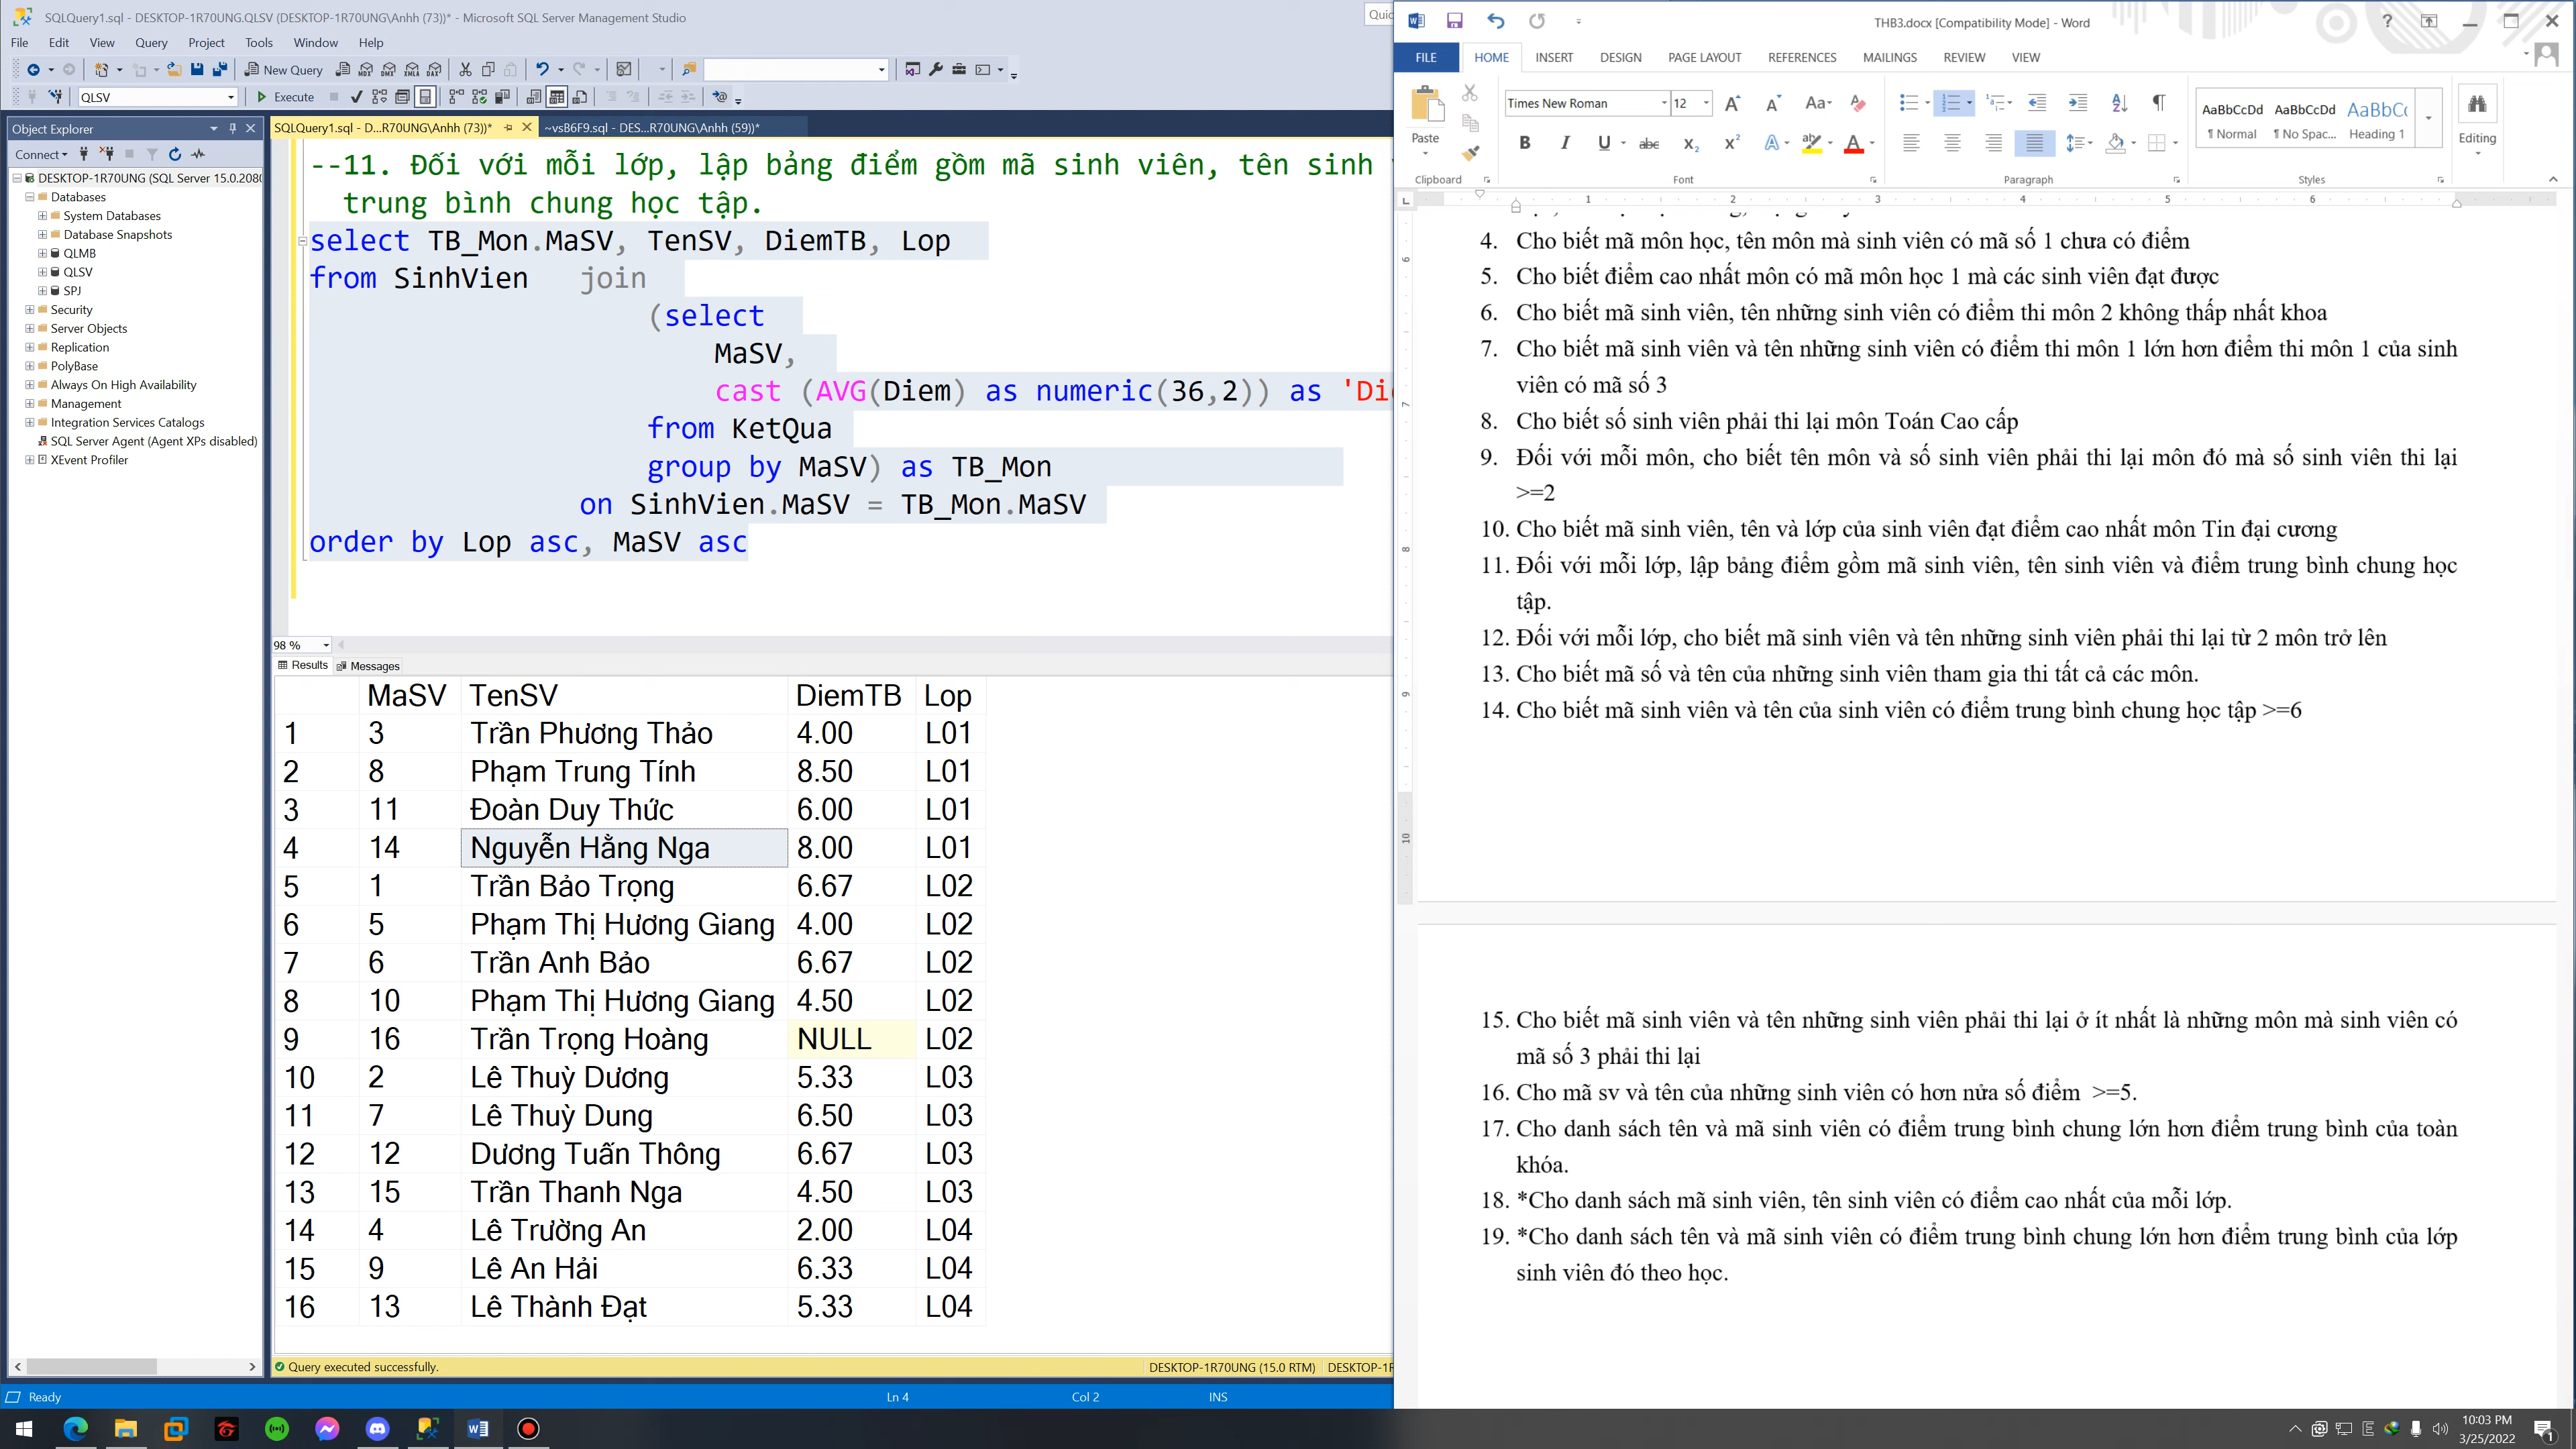 SQLQuery1.sql - DESKTOP-1R70UNG.QLSV (DESKTOP-1R70UNG\Anhh (73))* - Microsoft SQL Server Management Studio
File Edit View Query Project Tools Window Help
New Query
QLSV
Execute
Object Explorer
Connect
DESKTOP-1R70UNG (SQL Server 15.0.2080
Databases
System Databases
Database Snapshots
QLMB
QLSV
SPJ
Security
Server Objects
Replication
PolyBase
Always On High Availability
Management
Integration Services Catalogs
SQL Server Agent (Agent XPs disabled)
XEvent Profiler
SQLQuery1.sql - D...R70UNG\Anhh (73))* ~vsB6F9.sql - DES...R70UNG\Anhh (59))*
--11. Đối với mỗi lớp, lập bảng điểm gồm mã sinh viên, tên sinh
trung bình chung học tập.
select TB_Mon.MaSV, TenSV, DiemTB, Lop
from SinhVien join
(select
MaSV,
cast (AVG(Diem) as numeric(36,2)) as 'Di
from KetQua
group by MaSV) as TB_Mon
on SinhVien.MaSV = TB_Mon.MaSV
order by Lop asc, MaSV asc
98 %
Results Messages
MaSV TenSV DiemTB Lop
1 3 Trần Phương Thảo 4.00 L01
2 8 Phạm Trung Tính 8.50 L01
3 11 Đoàn Duy Thức 6.00 L01
4 14 Nguyễn Hằng Nga 8.00 L01
5 1 Trần Bảo Trọng 6.67 L02
6 5 Phạm Thị Hương Giang 4.00 L02
7 6 Trần Anh Bảo 6.67 L02
8 10 Phạm Thị Hương Giang 4.50 L02
9 16 Trần Trọng Hoàng NULL L02
10 2 Lê Thuỳ Dương 5.33 L03
11 7 Lê Thuỳ Dung 6.50 L03
12 12 Dương Tuấn Thông 6.67 L03
13 15 Trần Thanh Nga 4.50 L03
14 4 Lê Trường An 2.00 L04
15 9 Lê An Hải 6.33 L04
16 13 Lê Thành Đạt 5.33 L04
Query executed successfully. DESKTOP-1R70UNG (15.0 RTM) DESKTOP-1R
Ready Ln 4 Col 2 INS
THB3.docx [Compatibility Mode] - Word
FILE HOME INSERT DESIGN PAGE LAYOUT REFERENCES MAILINGS REVIEW VIEW
Paste
Times New Roman 12
AaBbCcDd AaBbCcDd AaBbC
¶ Normal ¶ No Spac... Heading 1
Editing
Clipboard Font Paragraph Styles
1 2 3 4 5 6
4. Cho biết mã môn học, tên môn mà sinh viên có mã số 1 chưa có điểm
5. Cho biết điểm cao nhất môn có mã môn học 1 mà các sinh viên đạt được
6. Cho biết mã sinh viên, tên những sinh viên có điểm thi môn 2 không thấp nhất khoa
7. Cho biết mã sinh viên và tên những sinh viên có điểm thi môn 1 lớn hơn điểm thi môn 1 của sinh
viên có mã số 3
8. Cho biết số sinh viên phải thi lại môn Toán Cao cấp
9. Đối với mỗi môn, cho biết tên môn và số sinh viên phải thi lại môn đó mà số sinh viên thi lại
>=2
10. Cho biết mã sinh viên, tên và lớp của sinh viên đạt điểm cao nhất môn Tin đại cương
11. Đối với mỗi lớp, lập bảng điểm gồm mã sinh viên, tên sinh viên và điểm trung bình chung học
tập.
12. Đối với mỗi lớp, cho biết mã sinh viên và tên những sinh viên phải thi lại từ 2 môn trở lên
13. Cho biết mã số và tên của những sinh viên tham gia thi tất cả các môn.
14. Cho biết mã sinh viên và tên của sinh viên có điểm trung bình chung học tập >=6
15. Cho biết mã sinh viên và tên những sinh viên phải thi lại ở ít nhất là những môn mà sinh viên có
mã số 3 phải thi lại
16. Cho mã sv và tên của những sinh viên có hơn nửa số điểm >=5.
17. Cho danh sách tên và mã sinh viên có điểm trung bình chung lớn hơn điểm trung bình của toàn
khóa.
18. *Cho danh sách mã sinh viên, tên sinh viên có điểm cao nhất của mỗi lớp.
19. *Cho danh sách tên và mã sinh viên có điểm trung bình chung lớn hơn điểm trung bình của lớp
sinh viên đó theo học.
10:03 PM
3/25/2022